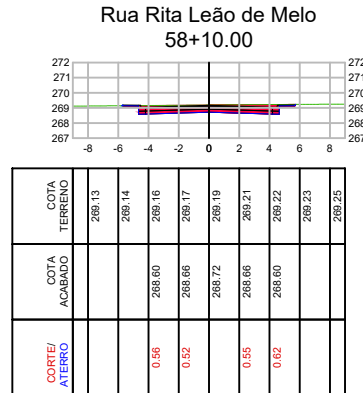 Rua Rita Leão de Melo
58+10.00
272 272
271 271
270 270
269 269
268 268
267 267
-8 -6 -4 -2 0 2 4 6 8
COTA
TERRENO
269.13 269.14 269.16 269.17 269.19 269.21 269.22 269.23 269.25
COTA
ACABADO
268.60 268.66 268.72 268.66 268.60
CORTE/
ATERRO
0.56 0.52 0.55 0.62